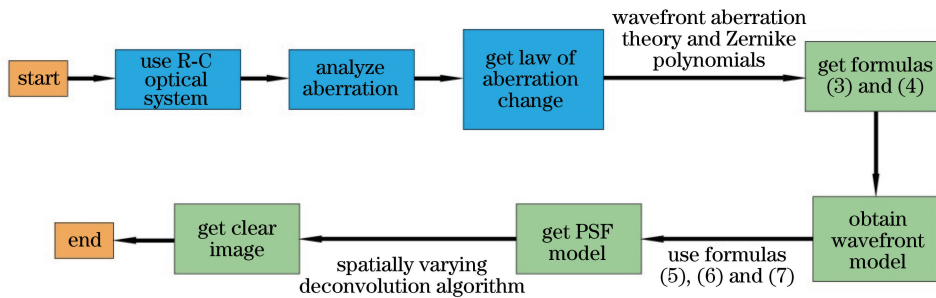 start
use R-C
optical
system
analyze
aberration
get law of
aberration
change
wavefront aberration
theory and Zernike
polynomials
get formulas
(3) and (4)
obtain
wavefront
model
use formulas
(5), (6) and (7)
get PSF
model
spatially varying
deconvolution algorithm
get clear
image
end